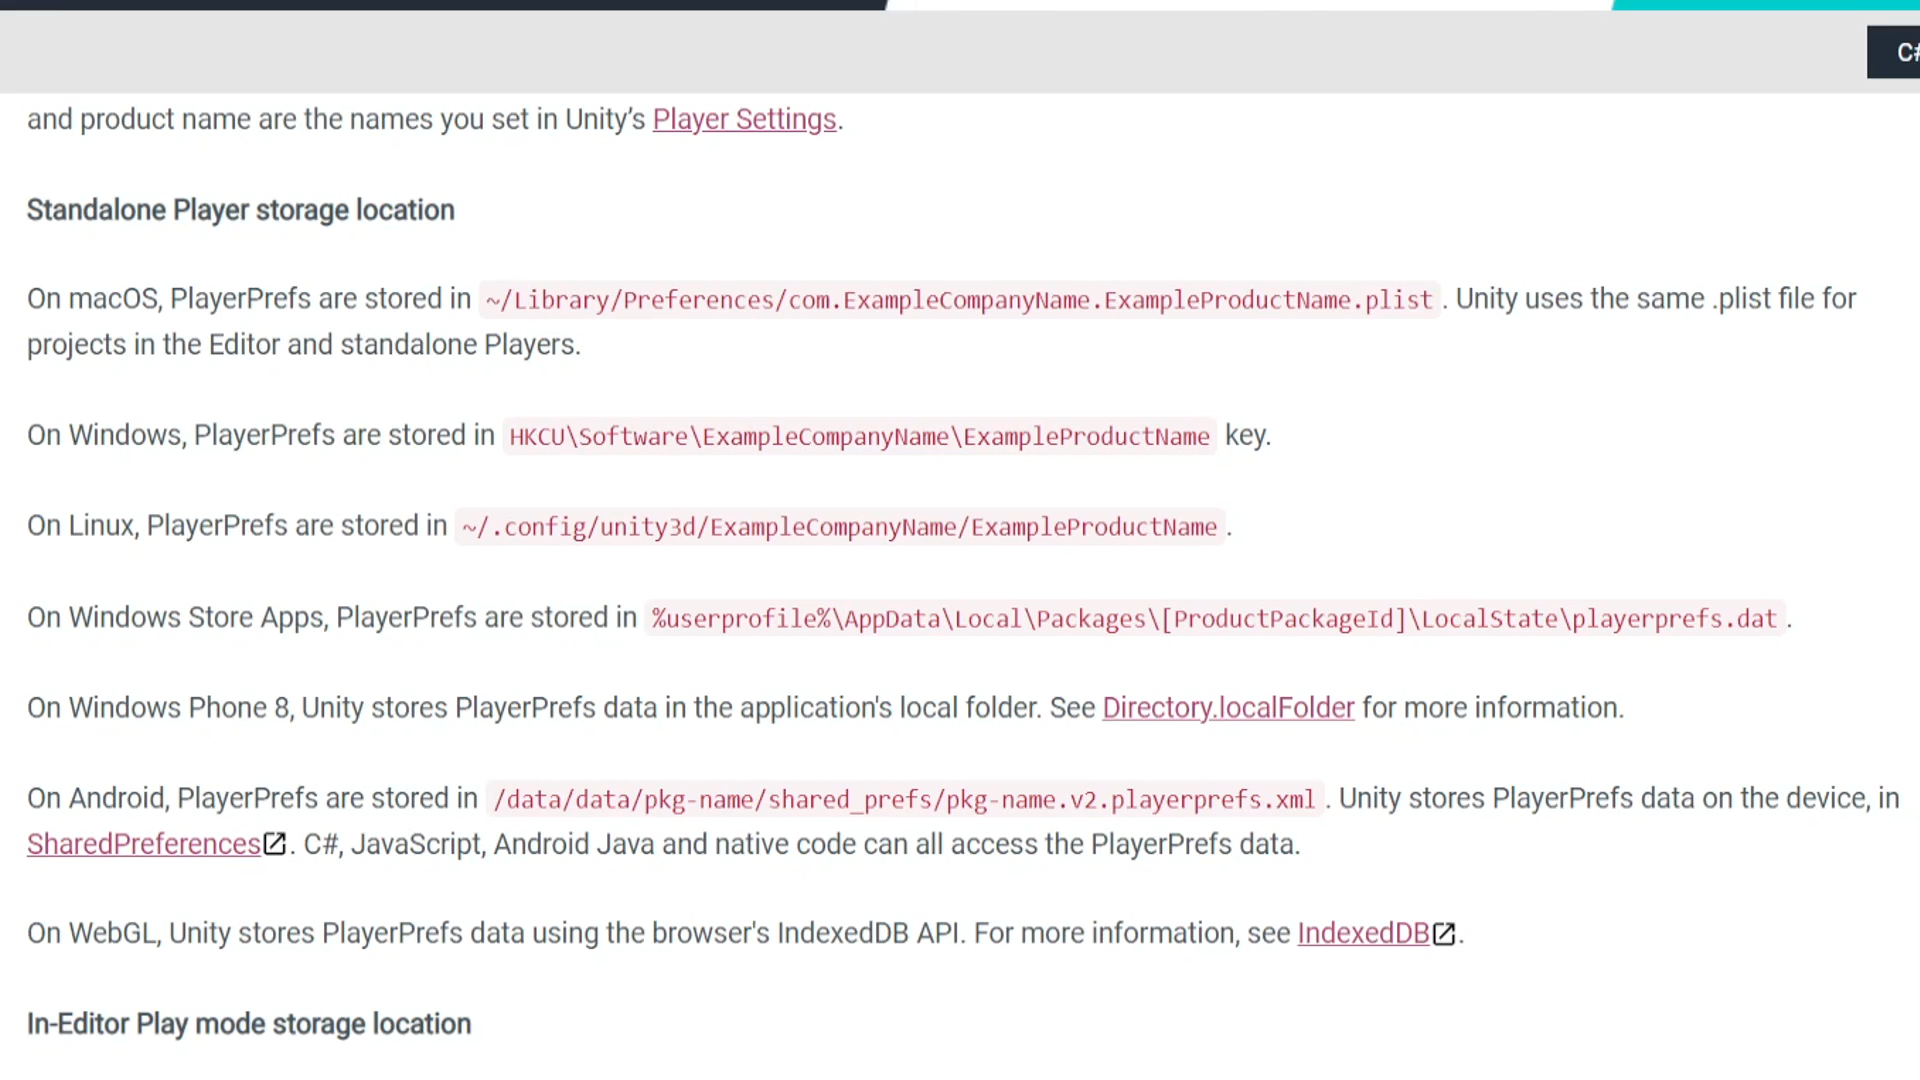 C#
and product name are the names you set in Unity’s Player Settings.
Standalone Player storage location
On macOS, PlayerPrefs are stored in ~/Library/Preferences/com.ExampleCompanyName.ExampleProductName.plist. Unity uses the same .plist file for
projects in the Editor and standalone Players.
On Windows, PlayerPrefs are stored in HKCU\Software\ExampleCompanyName\ExampleProductName key.
On Linux, PlayerPrefs are stored in ~/.config/unity3d/ExampleCompanyName/ExampleProductName.
On Windows Store Apps, PlayerPrefs are stored in %userprofile%\AppData\Local\Packages\[ProductPackageId]\LocalState\playerprefs.dat.
On Windows Phone 8, Unity stores PlayerPrefs data in the application's local folder. See Directory.localFolder for more information.
On Android, PlayerPrefs are stored in /data/data/pkg-name/shared_prefs/pkg-name.v2.playerprefs.xml. Unity stores PlayerPrefs data on the device, in
SharedPreferences. C#, JavaScript, Android Java and native code can all access the PlayerPrefs data.
On WebGL, Unity stores PlayerPrefs data using the browser's IndexedDB API. For more information, see IndexedDB.
In-Editor Play mode storage location